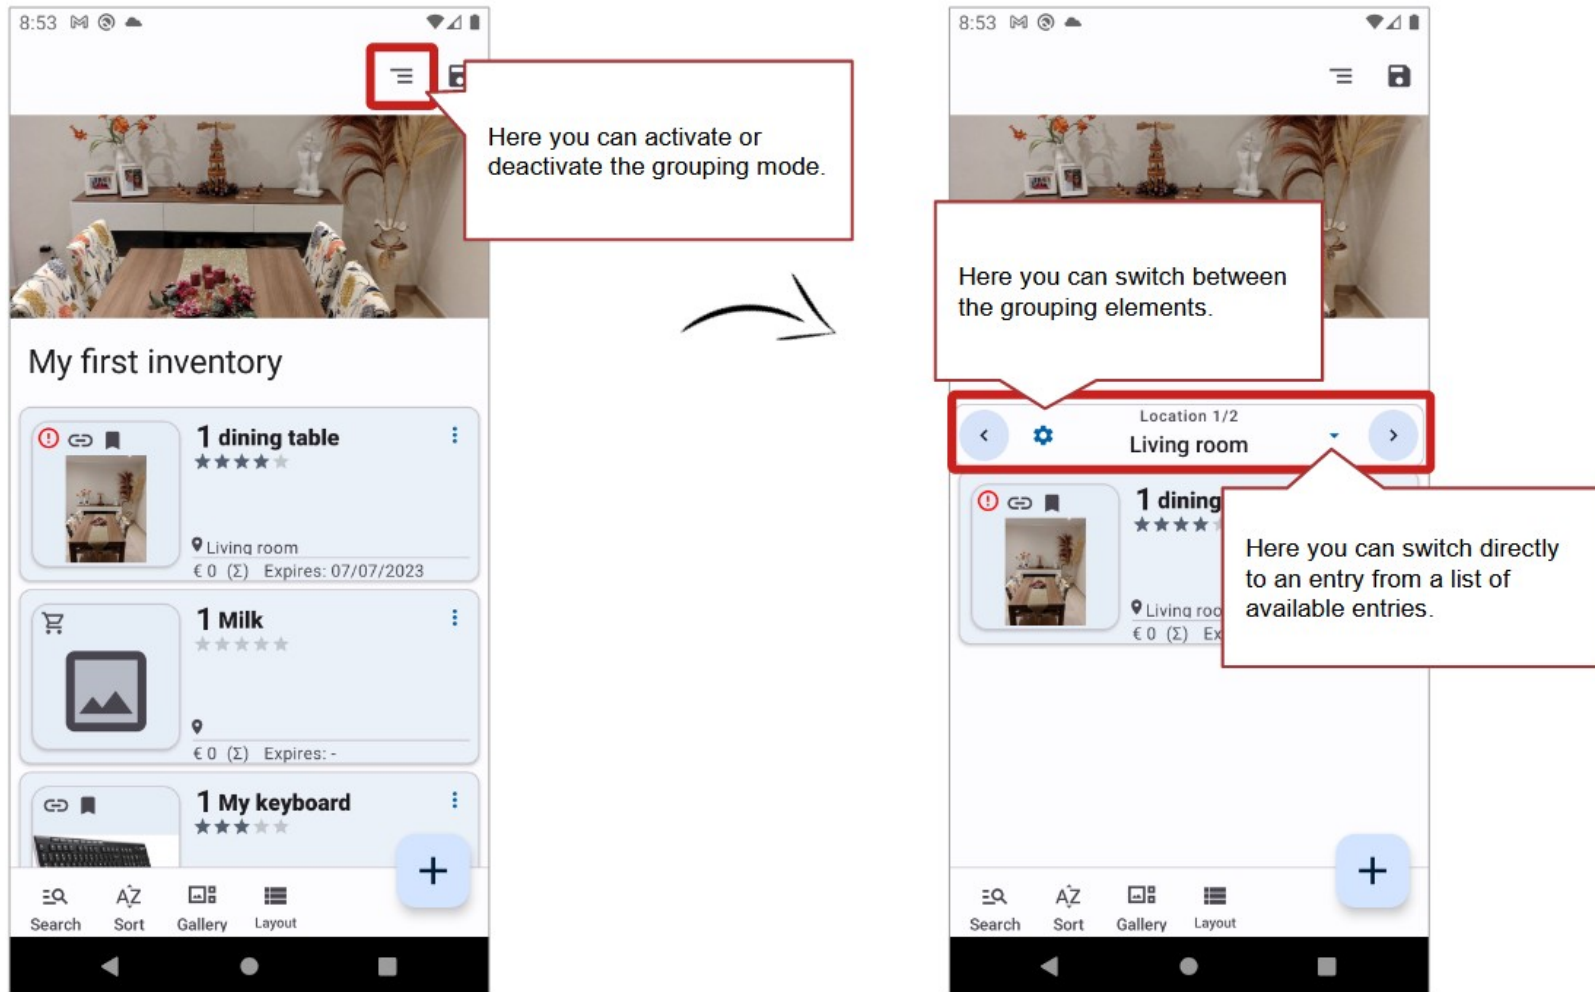 8:53
Here you can activate or
deactivate the grouping mode.
My first inventory
1 dining table
Living room
€ 0 (Σ) Expires: 07/07/2023
1 Milk
€ 0 (Σ) Expires: -
1 My keyboard
Search
Sort
Gallery
Layout
8:53
Here you can switch between
the grouping elements.
Location 1/2
Living room
1 dining
Here you can switch directly
to an entry from a list of
available entries.
Living roo
€ 0 (Σ) Ex
Search
Sort
Gallery
Layout